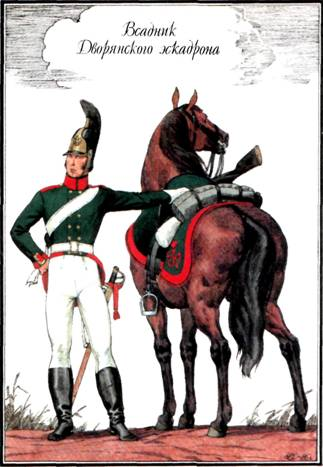 Всадник
Дворянского эскадрона